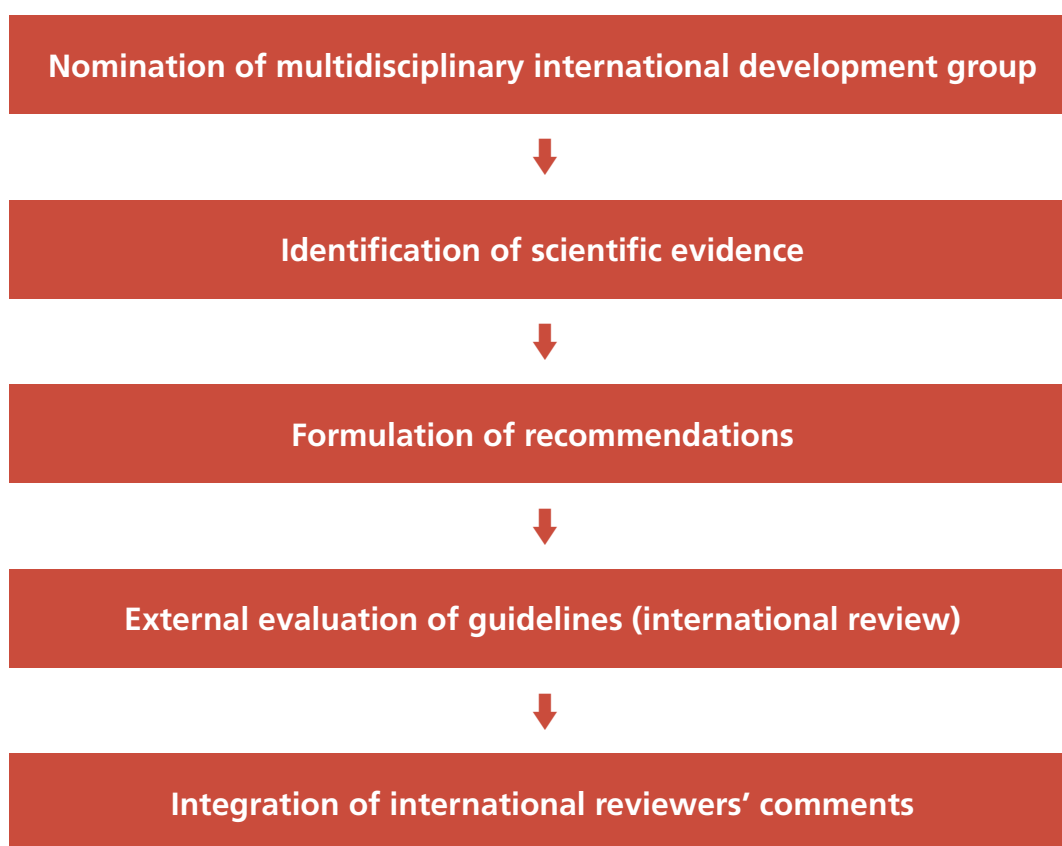 Nomination of multidisciplinary international development group
Identification of scientific evidence
Formulation of recommendations
External evaluation of guidelines (international review)
Integration of international reviewers’ comments